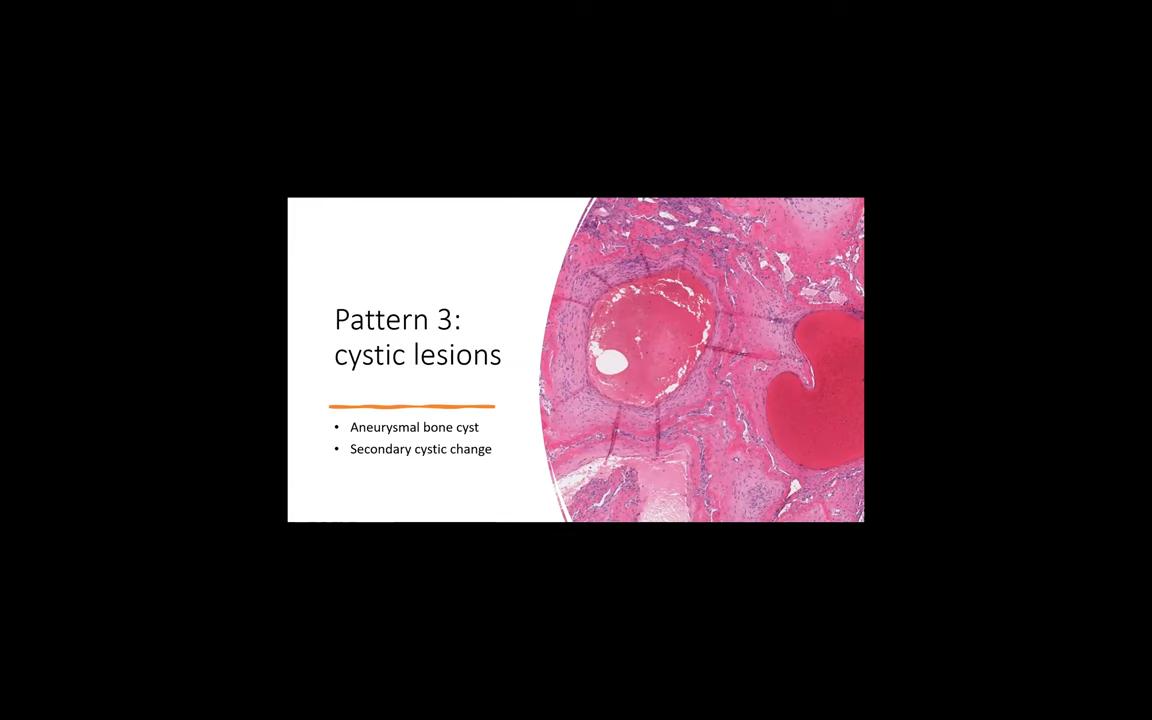 Pattern 3:
cystic lesions
• Aneurysmal bone cyst
• Secondary cystic change